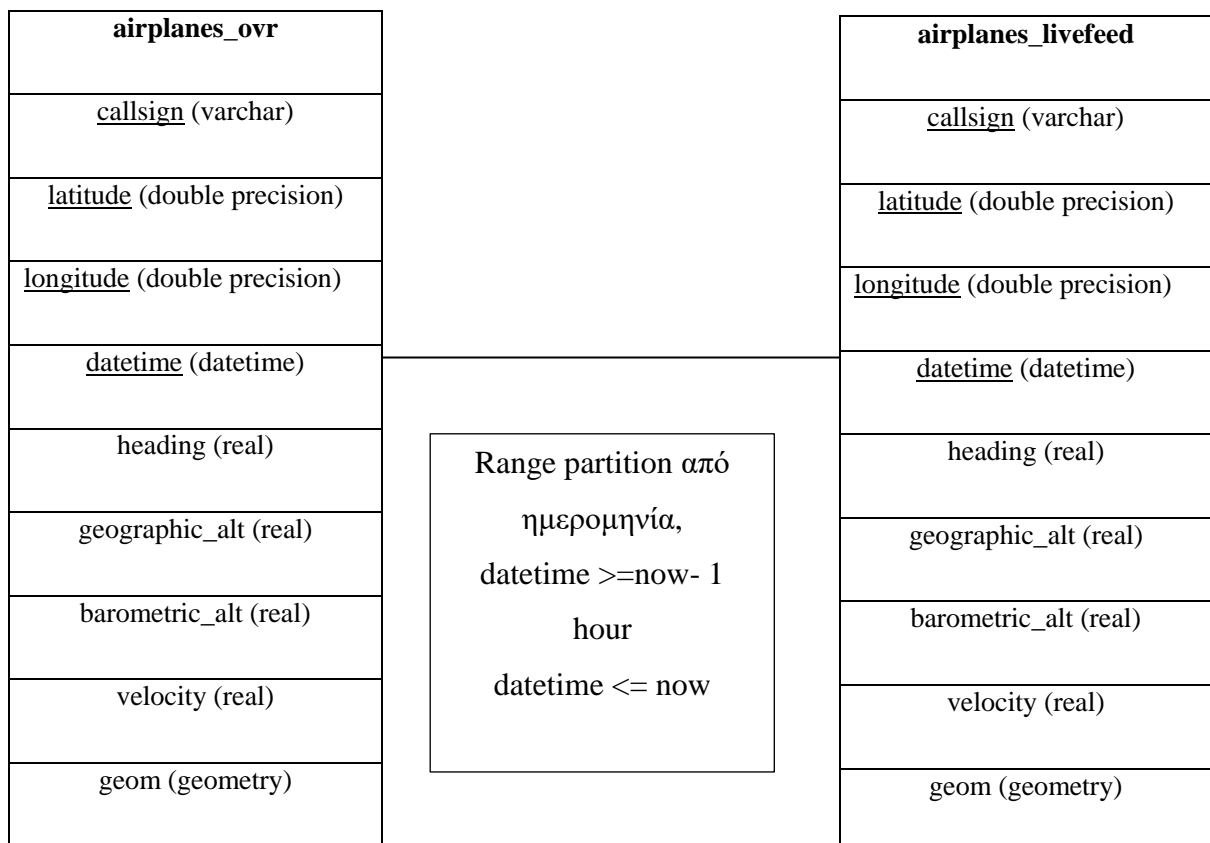 airplanes_ovr
callsign (varchar)
latitude (double precision)
longitude (double precision)
datetime (datetime)
heading (real)
geographic_alt (real)
barometric_alt (real)
velocity (real)
geom (geometry)
Range partition από
ημερομηνία,
datetime >=now- 1
hour
datetime <= now
airplanes_livefeed
callsign (varchar)
latitude (double precision)
longitude (double precision)
datetime (datetime)
heading (real)
geographic_alt (real)
barometric_alt (real)
velocity (real)
geom (geometry)